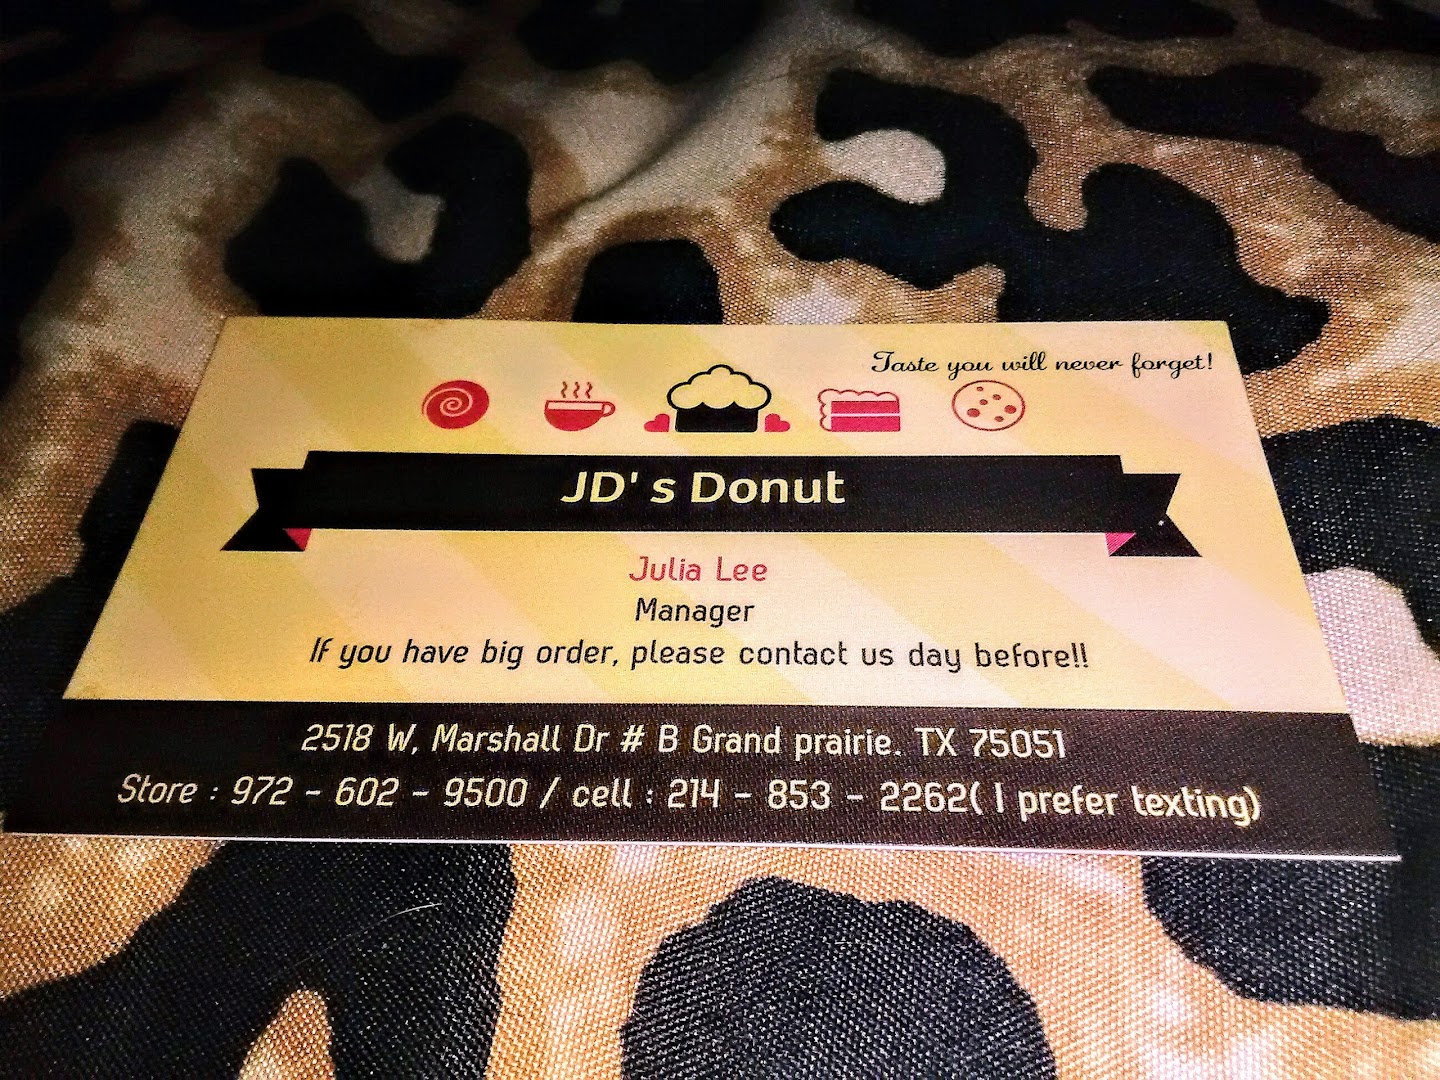 Taste you will never forget!
JD' s Donut
Julia Lee
Manager
If you have big order, please contact us day before!!
2518 W, Marshall Dr # B Grand prairie. TX 75051
Store : 972 - 602 - 9500 / cell : 214 - 853 - 2262( I prefer texting)